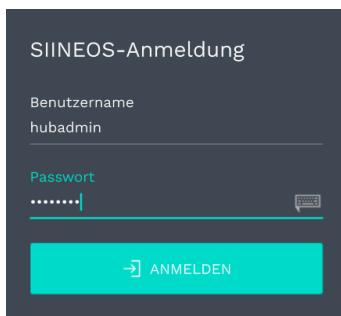 SIINEOS-Anmeldung
Benutzername
hubadmin
Passwort
••••••••
ANMELDEN